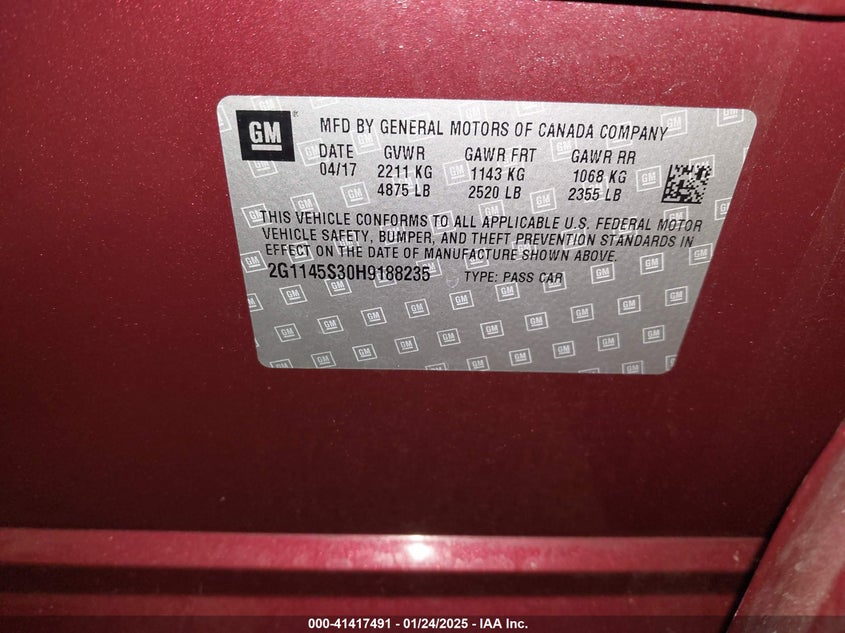 GM ®
MFD BY GENERAL MOTORS OF CANADA COMPANY
DATE GVWR GAWR FRT GAWR RR
04/17 2211 KG 1143 KG 1068 KG
4875 LB 2520 LB 2355 LB
THIS VEHICLE CONFORMS TO ALL APPLICABLE U.S. FEDERAL MOTOR
VEHICLE SAFETY, BUMPER, AND THEFT PREVENTION STANDARDS IN
EFFECT ON THE DATE OF MANUFACTURE SHOWN ABOVE.
2G1145S30H9188235 TYPE: PASS CAR
000-41417491 - 01/24/2025 - IAA Inc.